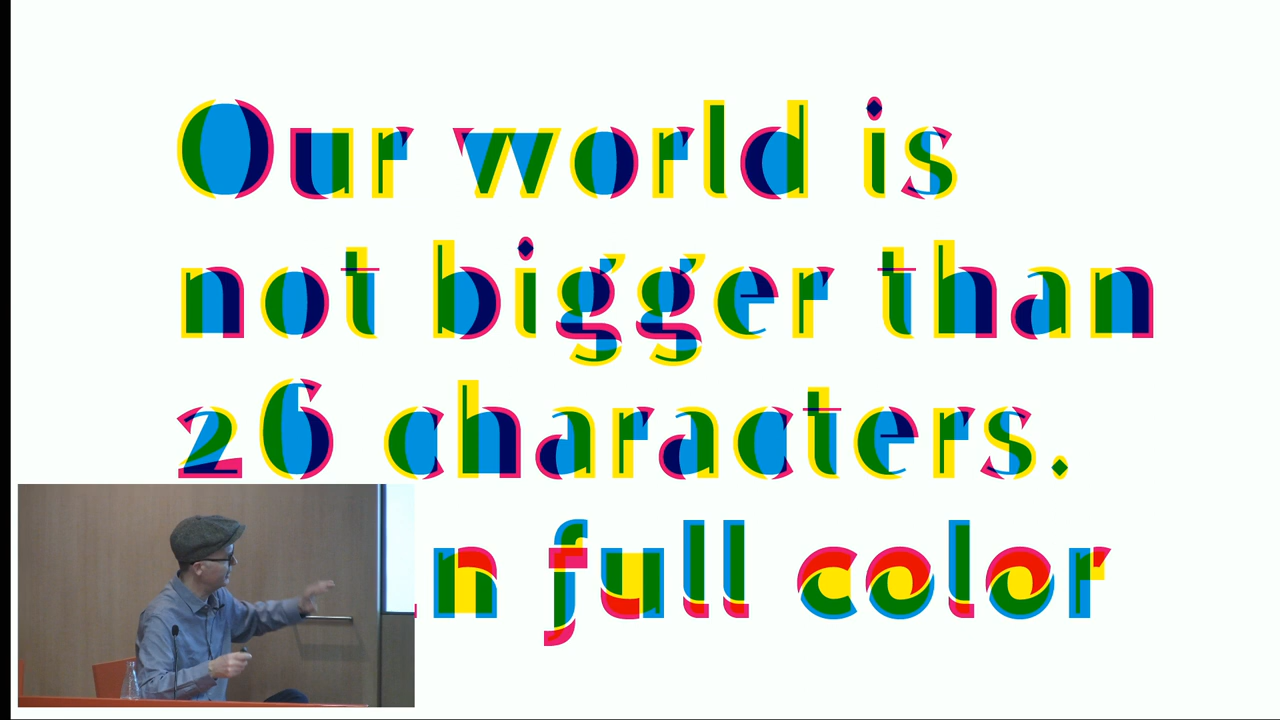 Our world is
not bigger than
26 characters.
n full color